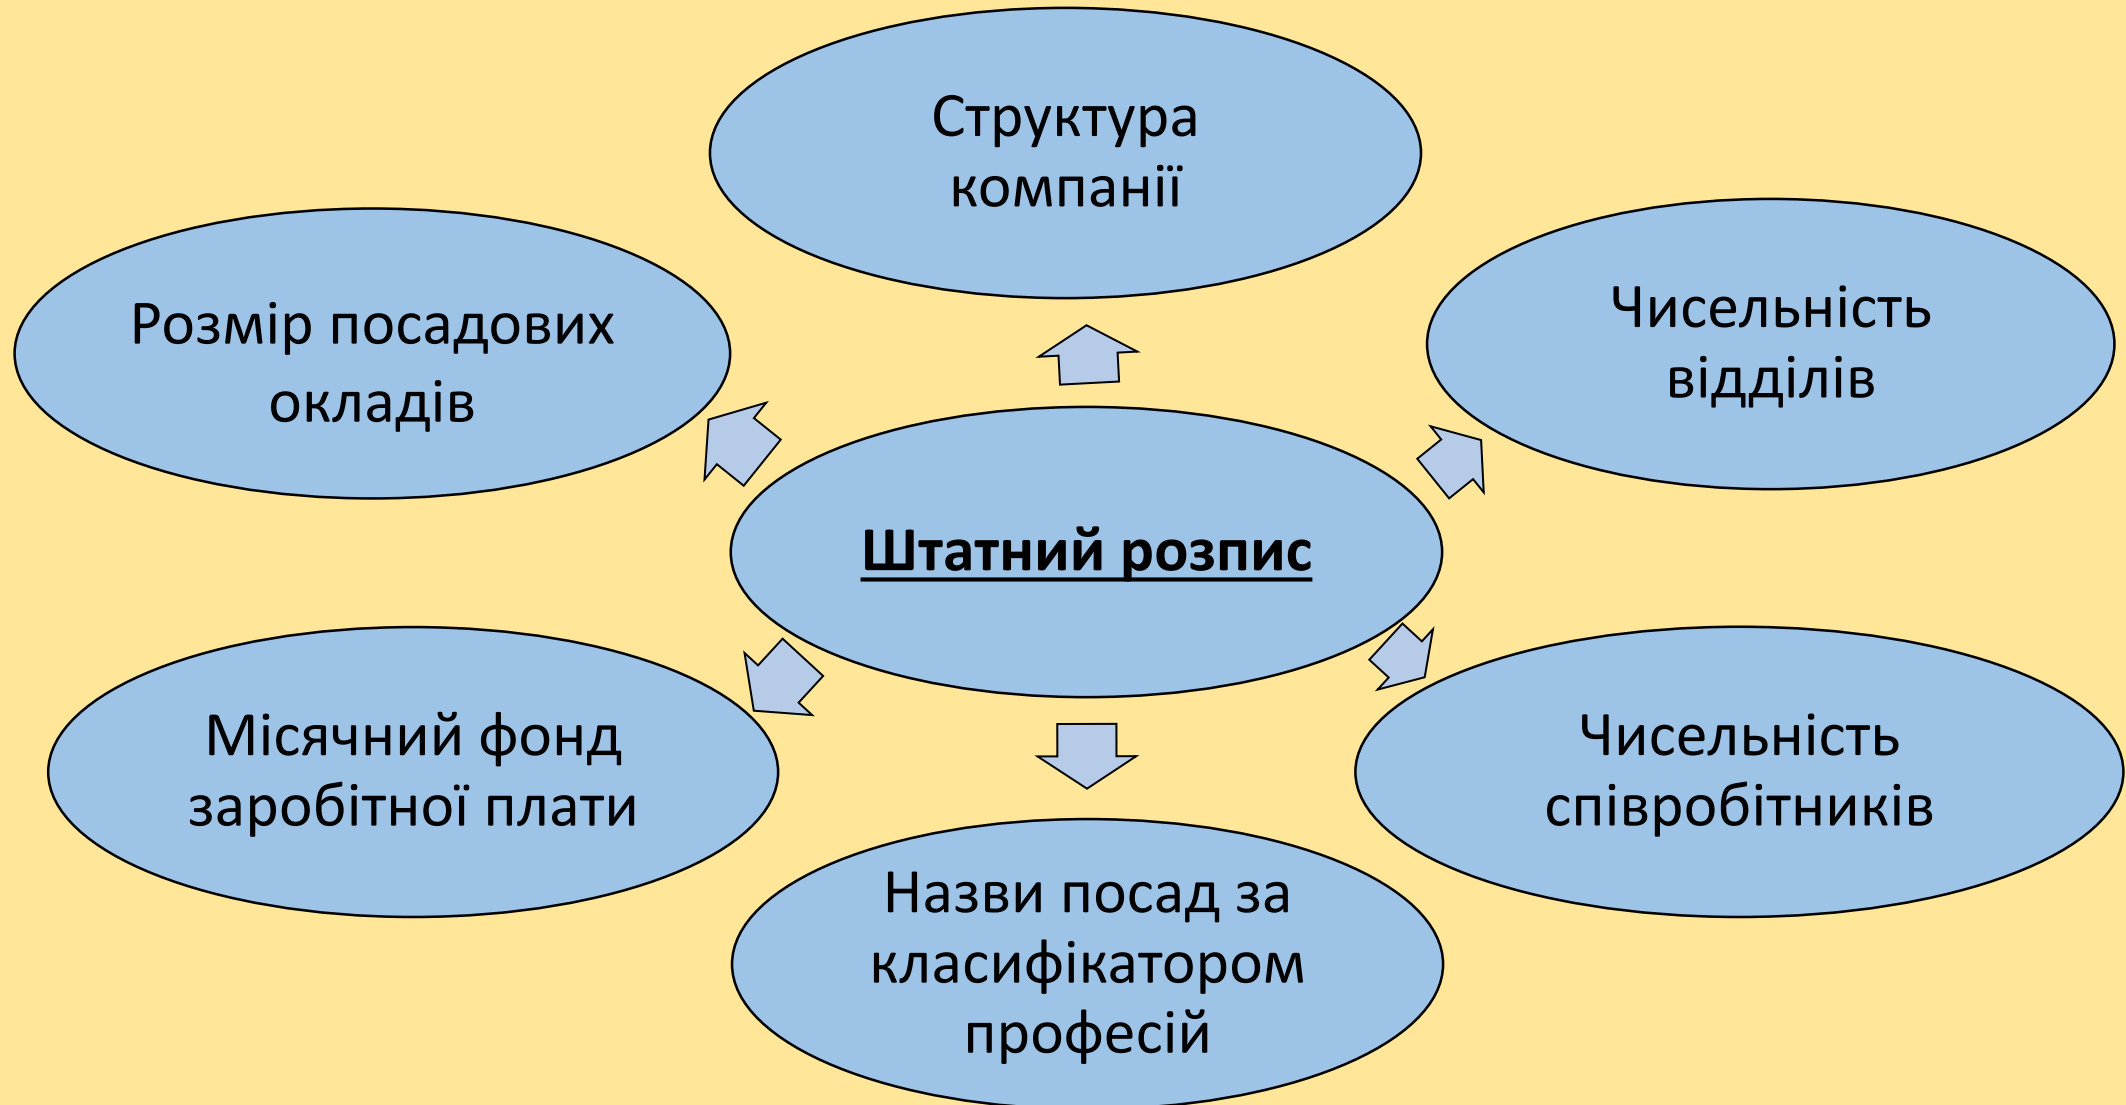 Структура
компанії
Розмір посадових
окладів
Чисельність
відділів
Штатний розпис
Місячний фонд
заробітної плати
Чисельність
співробітників
Назви посад за
класифікатором
професій